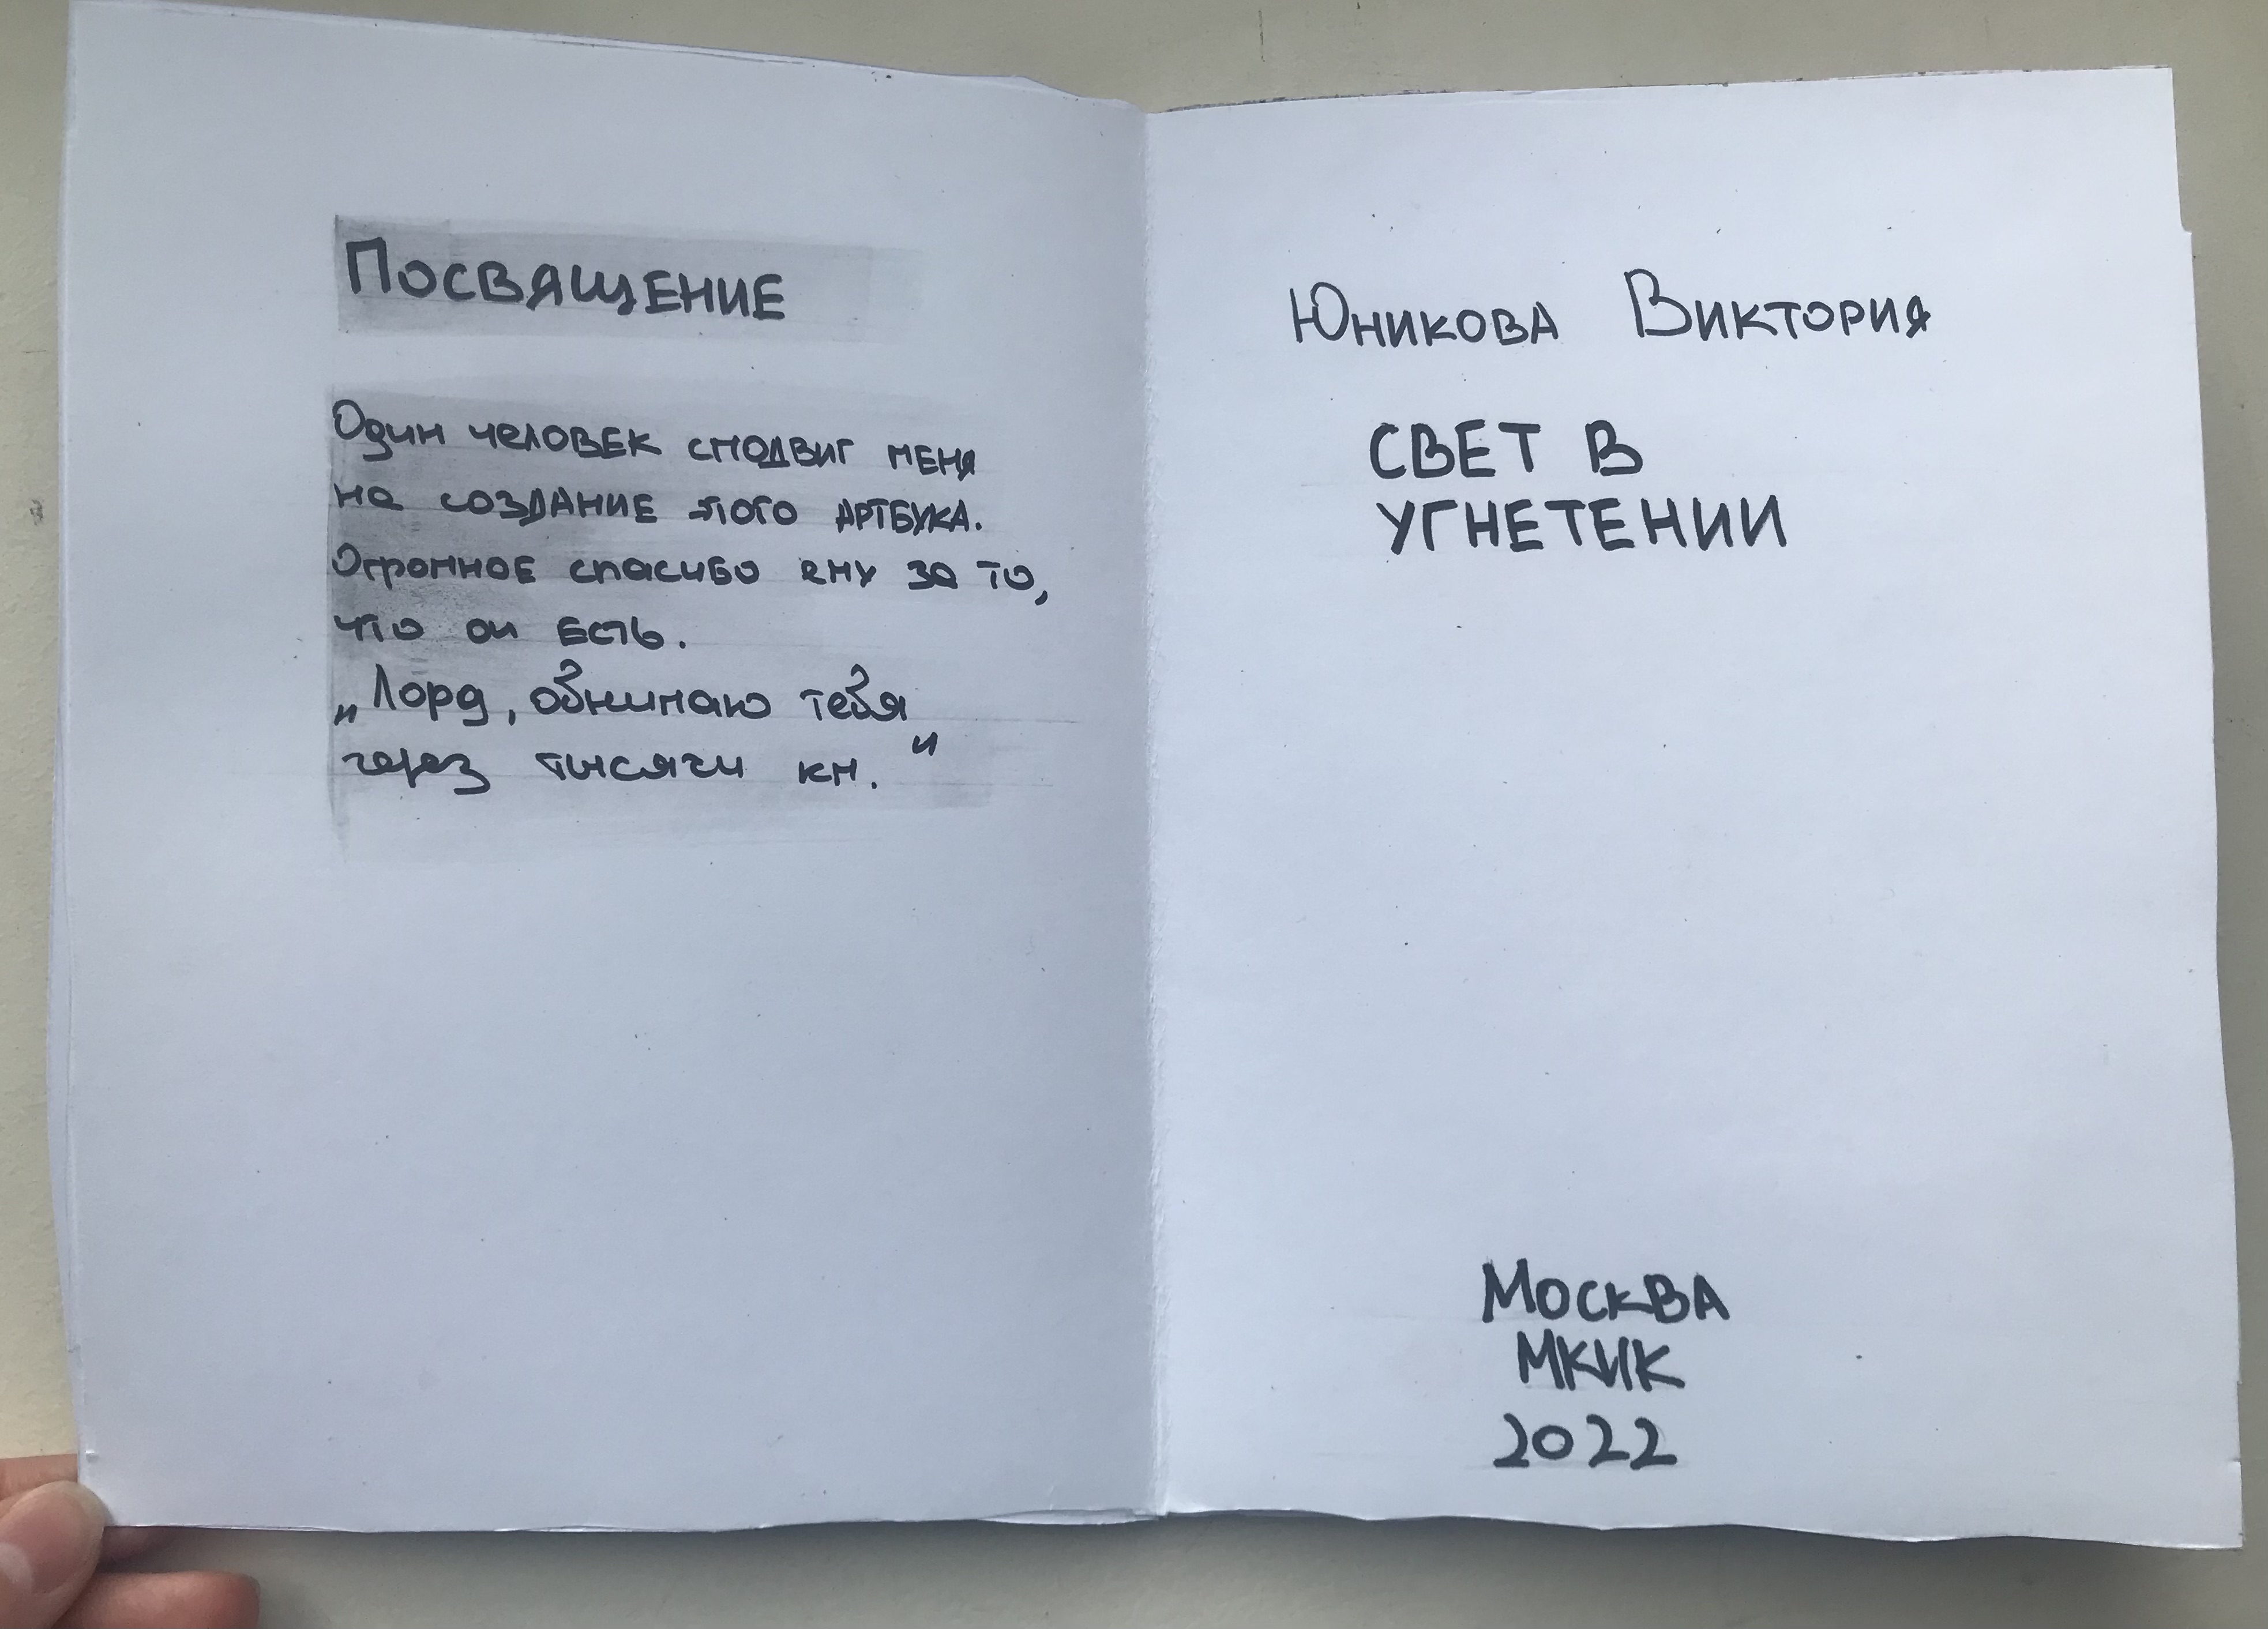 Посвящение
Один человек сподвиг меня
на создание этого артбука.
Огромное спасибо ему за то,
что он есть.
„Лорд, обнимаю тебя
через тысячи км."
Юникова Виктория
СВЕТ В
УГНЕТЕНИИ
Москва
МКИК
2022